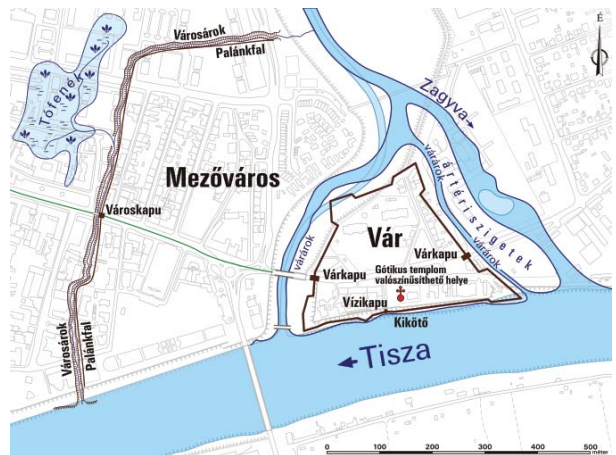 Városárok
Palánkfal
É
Tófenék
Zagyva
Mezőváros
várárok
ártéri szigetek
Városkapu
várárok
Vár
Várkapu
várárok
Gótikus templom
valószínűsíthető helye
Várkapu
Vízikapu
Kikötő
Városárok
Palánkfal
Tisza
0 100 200 300 400 500
méter